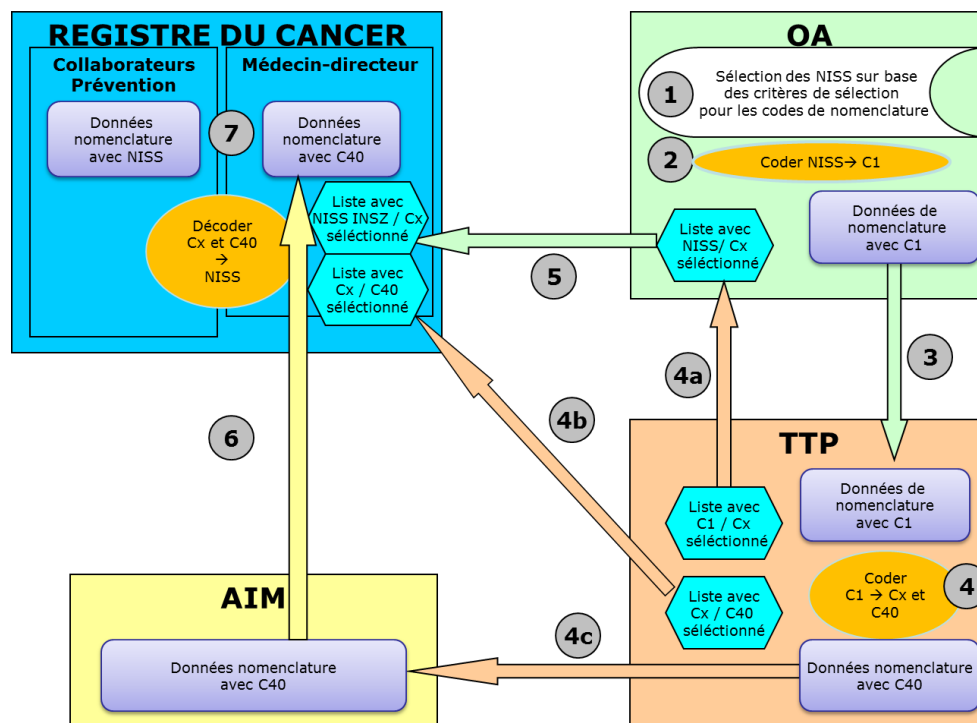 REGISTRE DU CANCER
Collaborateurs
Prévention
Médecin-directeur
Données
nomenclature
avec NISS
7
Données
nomenclature
avec C40
Décoder
Cx et C40
→
NISS
Liste avec
NISS INSZ / Cx
séléctionné
Liste avec
Cx / C40
séléctionné
OA
1
Sélection des NISS sur base
des critères de sélection
pour les codes de nomenclature
2
Coder NISS→ C1
Liste avec
NISS/ Cx
séléctionné
Données de
nomenclature
avec C1
5
3
4a
4b
6
TTP
Liste avec
C1 / Cx
séléctionné
Données de
nomenclature
avec C1
Liste avec
Cx / C40
séléctionné
Coder
C1 → Cx et
C40
4
Données nomenclature
avec C40
4c
AIM
Données nomenclature
avec C40